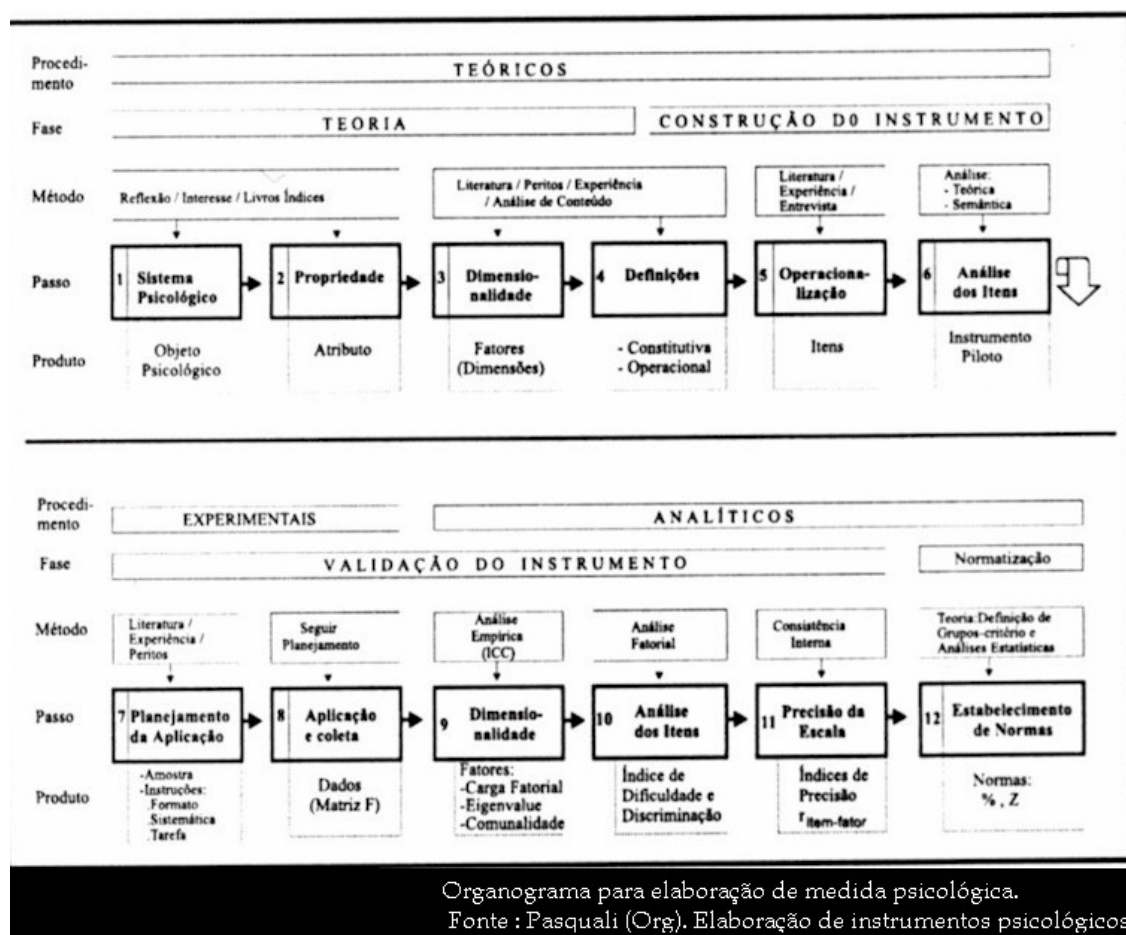 Procedi-
mento
TEÓRICOS
Fase
TEORIA
CONSTRUÇÃO D0 INSTRUMENTO
Método
Reflexão / Interesse / Livros Índices
Literatura / Peritos / Experiência
/ Análise de Conteúdo
Literatura /
Experiência /
Entrevista
Análise:
- Teórica
- Semântica
Passo
1 Sistema
Psicológico
2 Propriedade
3 Dimensio-
nalidade
4 Definições
5 Operaciona-
lização
6 Análise
dos Itens
Produto
Objeto
Psicológico
Atributo
Fatores
(Dimensões)
- Constitutiva
- Operacional
Itens
Instrumento
Piloto
Procedi-
mento
EXPERIMENTAIS
ANALÍTICOS
Fase
VALIDAÇÃO DO INSTRUMENTO
Normatização
Método
Literatura /
Experiência /
Peritos
Seguir
Planejamento
Análise
Empírica
(ICC)
Análise
Fatorial
Consistência
Interna
Teoria:Definição de
Grupos-critério e
Análises Estatísticas
Passo
7 Planejamento
da Aplicação
8 Aplicação
e coleta
9 Dimensio-
nalidade
10 Análise
dos Itens
11 Precisão da
Escala
12 Estabelecimento
de Normas
Produto
-Amostra
-Instruções:
.Formato
.Sistemática
.Tarefa
Dados
(Matriz F)
Fatores:
-Carga Fatorial
-Eigenvalue
-Comunalidade
Índice de
Dificuldade e
Discriminação
Índices de
Precisão
r item-fator
Normas:
% , Z
Organograma para elaboração de medida psicológica.
Fonte : Pasquali (Org). Elaboração de instrumentos psicológicos